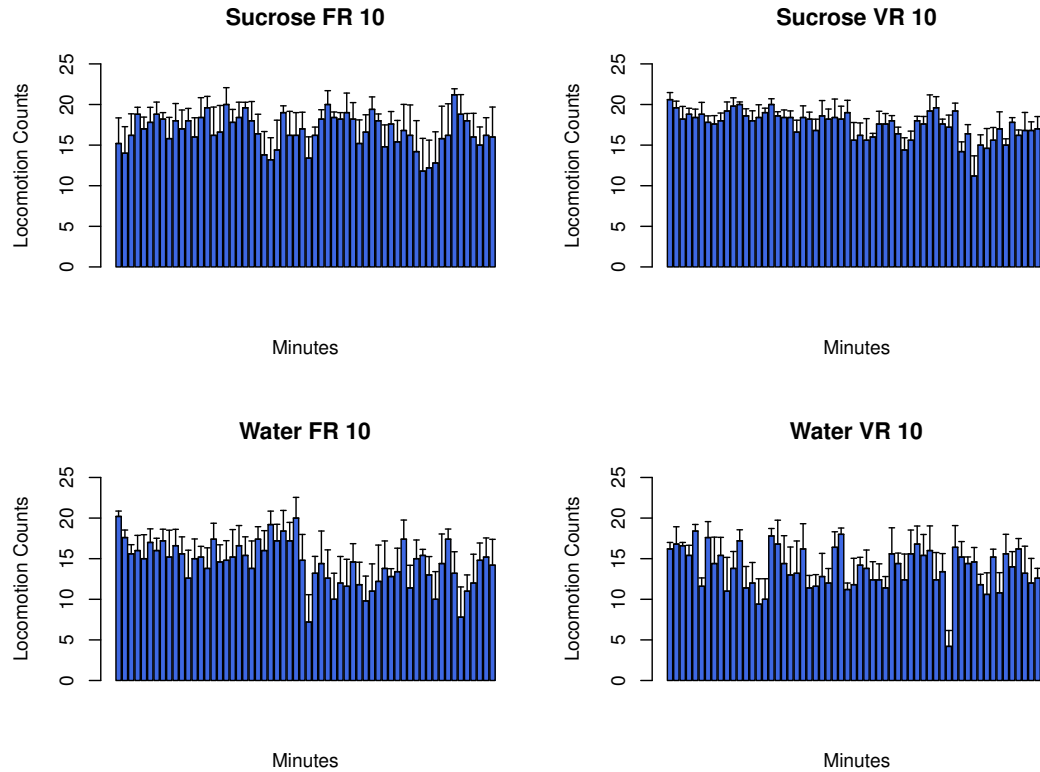 Sucrose FR 10
Locomotion Counts
0 5 10 15 20 25
Minutes
Sucrose VR 10
Locomotion Counts
0 5 10 15 20 25
Minutes
Water FR 10
Locomotion Counts
0 5 10 15 20 25
Minutes
Water VR 10
Locomotion Counts
0 5 10 15 20 25
Minutes